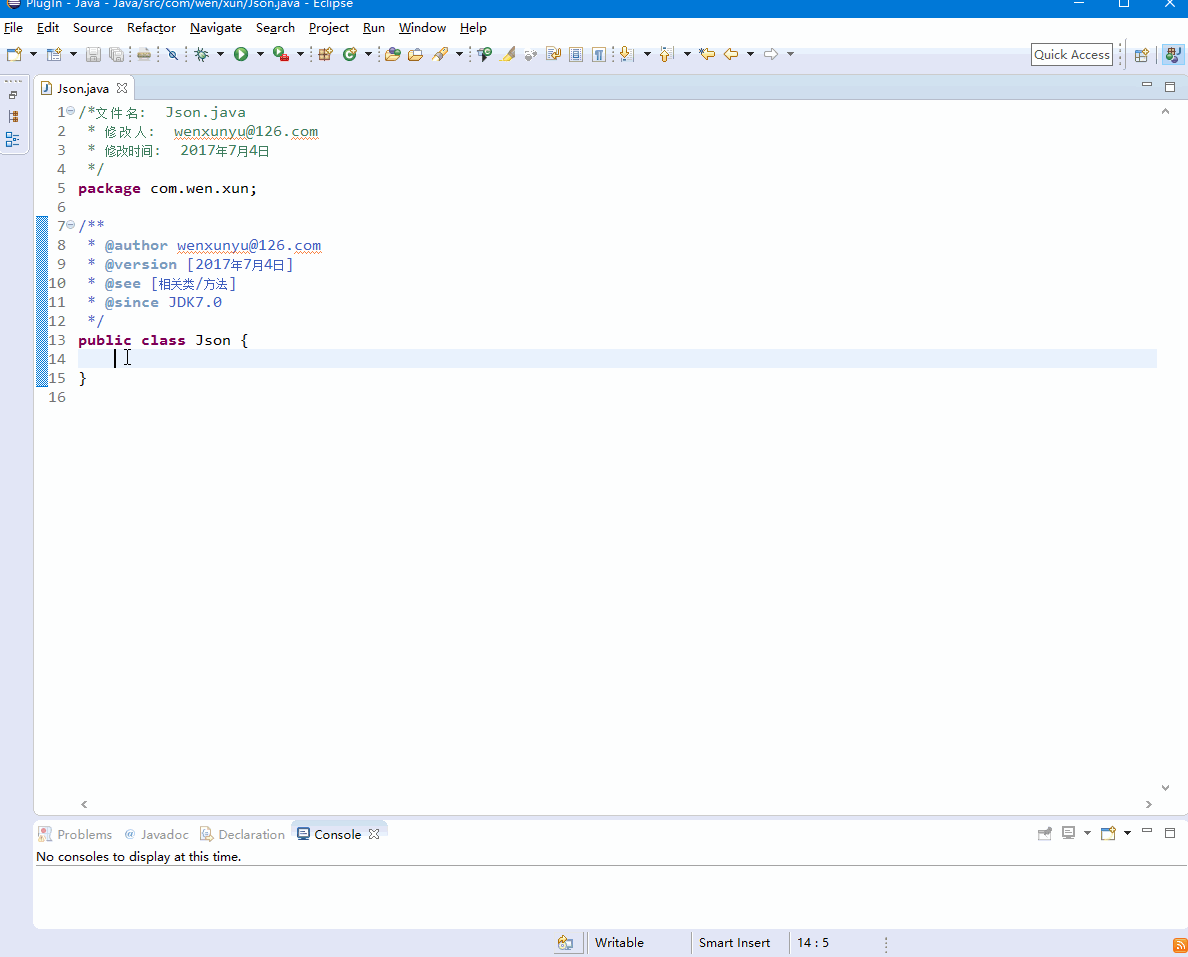 PlugIn - Java - Java/src/com/wen/xun/Json.java - Eclipse
File Edit Source Refactor Navigate Search Project Run Window Help
Quick Access
Json.java
1 /*文件名: Json.java
2 * 修改人: wenxunyu@126.com
3 * 修改时间: 2017年7月4日
4 */
5 package com.wen.xun;
6
7 /**
8 * @author wenxunyu@126.com
9 * @version [2017年7月4日]
10 * @see [相关类/方法]
11 * @since JDK7.0
12 */
13 public class Json {
14
15 }
16
Problems @ Javadoc Declaration Console
No consoles to display at this time.
Writable Smart Insert 14 : 5